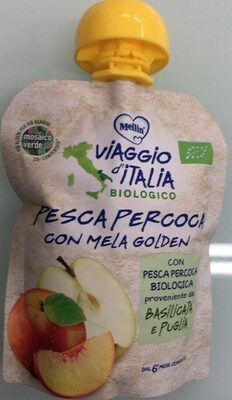 mosaico
verde
Mellin
ViAGGiO
d'iTALiA
BIOLOGICO
PESCA PERCOCA
CON MELA GOLDEN
CON
PESCA PERCOCA
BIOLOGICA
proveniente da
BASILICATA
E PUGLIA
DAL 6° MESE COMPIUTO